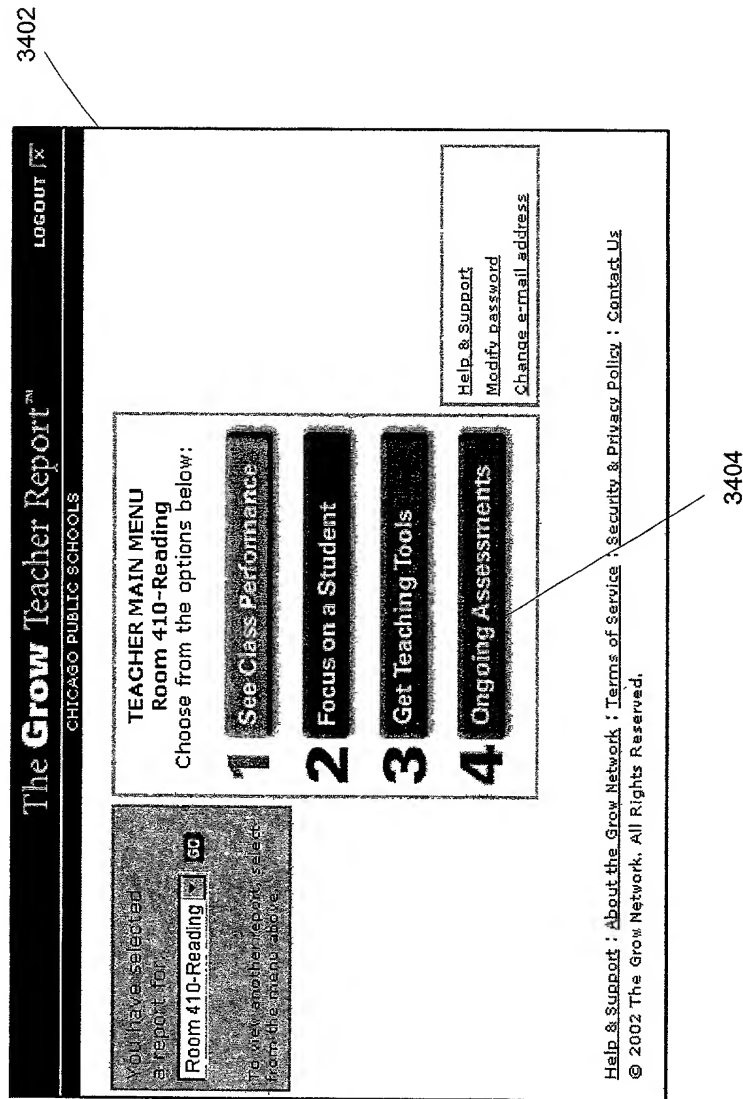 3402
The Grow Teacher Report™
LOGOUT
CHICAGO PUBLIC SCHOOLS
You have selected
a report for:
Room 410-Reading GO
To view another report, select
from the menu above.
TEACHER MAIN MENU
Room 410-Reading
Choose from the options below:
1 See Class Performance
2 Focus on a Student
3 Get Teaching Tools
4 Ongoing Assessments
Help & Support
Modify password
Change e-mail address
3404
Help & Support ¦ About the Grow Network ¦ Terms of Service ¦ Security & Privacy Policy ¦ Contact Us
© 2002 The Grow Network. All Rights Reserved.